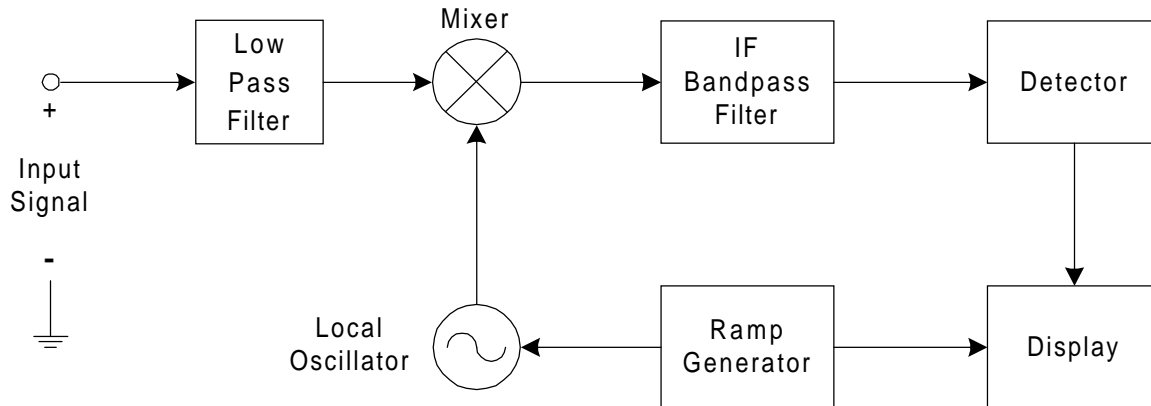 Mixer
Low
Pass
Filter
IF
Bandpass
Filter
Detector
+
Input
Signal
-
Local
Oscillator
Ramp
Generator
Display